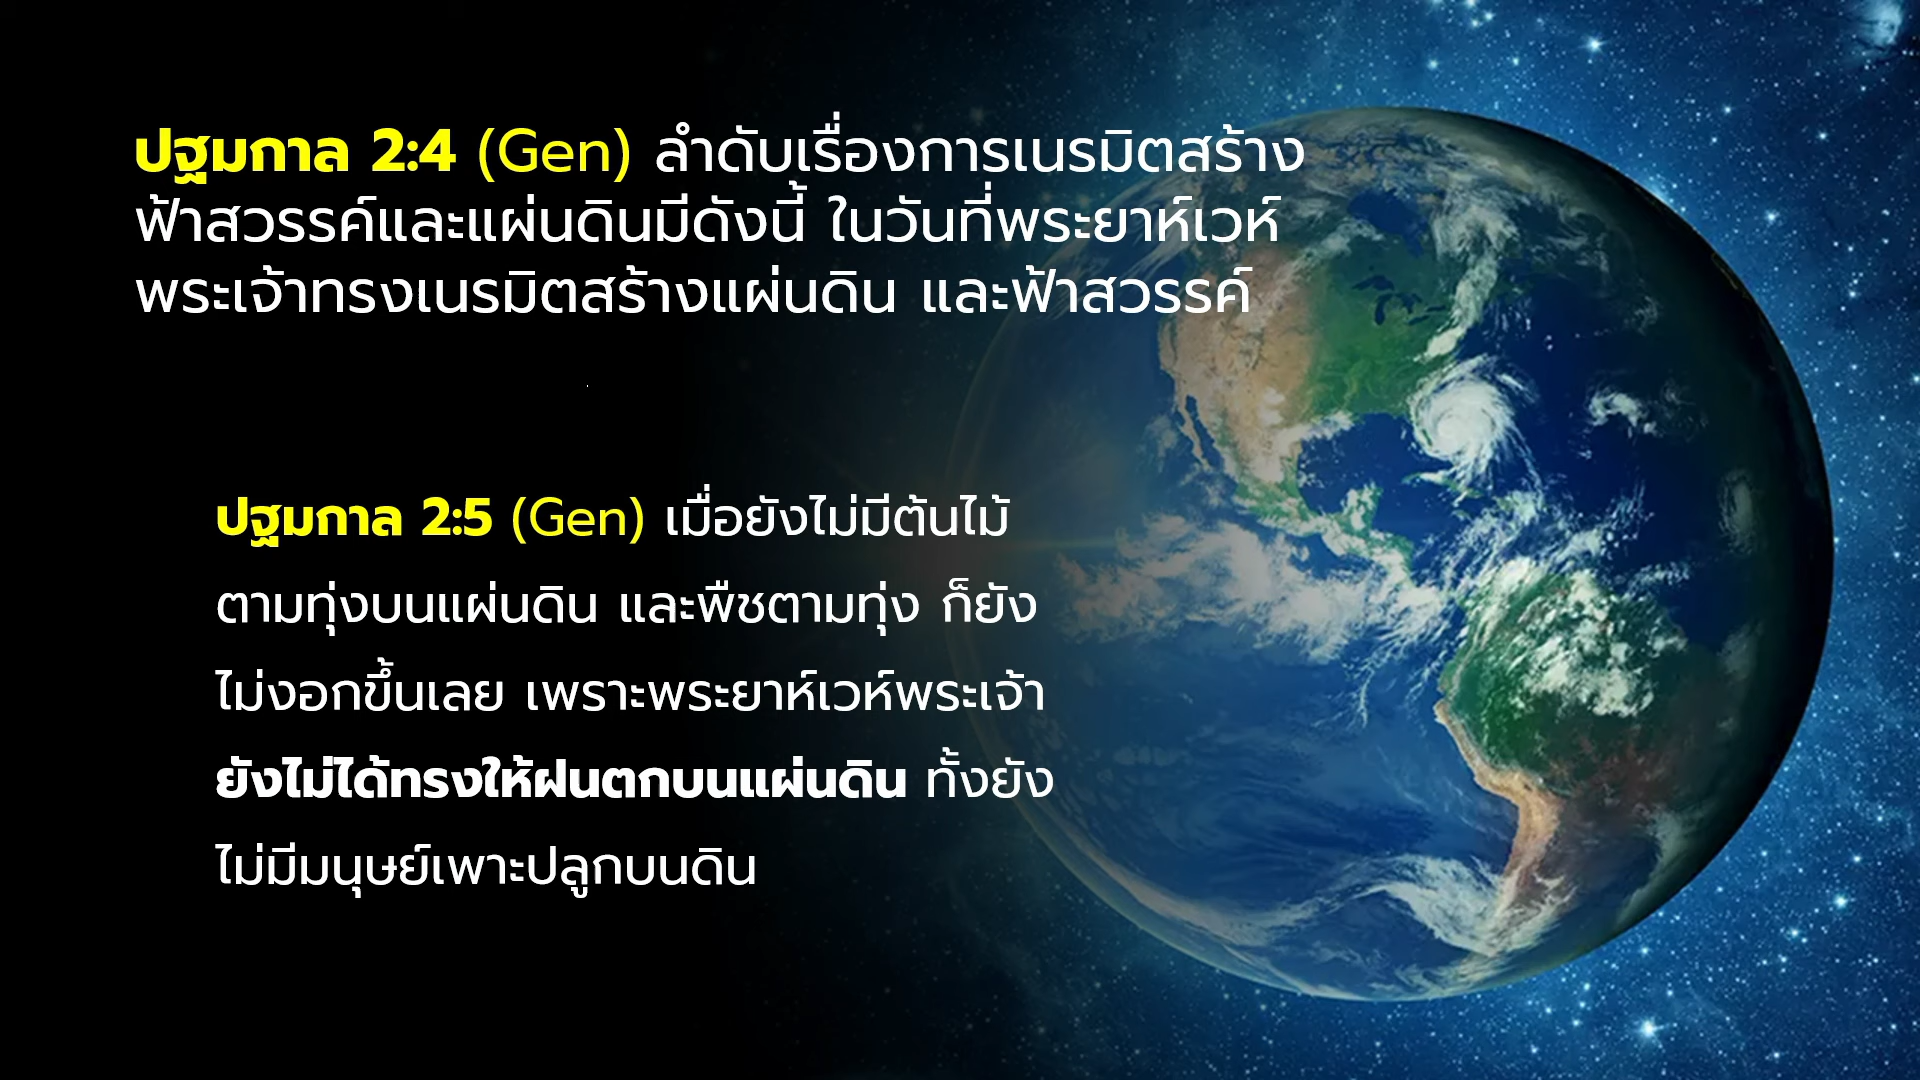 ปฐมกาล 2:4 (Gen) ลำดับเรื่องการเนรมิตสร้าง
ฟ้าสวรรค์และแผ่นดินมีดังนี้ ในวันที่พระยาห์เวห์
พระเจ้าทรงเนรมิตสร้างแผ่นดิน และฟ้าสวรรค์
ปฐมกาล 2:5 (Gen) เมื่อยังไม่มีต้นไม้
ตามทุ่งบนแผ่นดิน และพืชตามทุ่ง ก็ยัง
ไม่งอกขึ้นเลย เพราะพระยาห์เวห์พระเจ้า
ยังไม่ได้ทรงให้ฝนตกบนแผ่นดิน ทั้งยัง
ไม่มีมนุษย์เพาะปลูกบนดิน